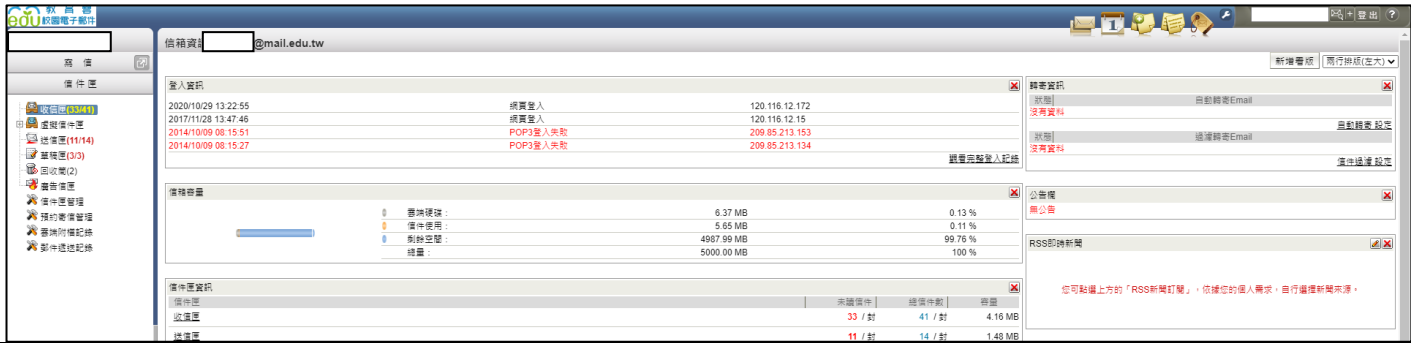 教育部
edu 校園電子郵件
登出
寫 信
信 件 匣
收信匣(33/41)
虛擬信件匣
送信匣(11/14)
草稿匣(3/3)
回收筒(2)
廣告信匣
信件匣管理
預約寄信管理
雲端附檔記錄
郵件遞送記錄
信箱資訊
@mail.edu.tw
新增看版 兩行排版(左大)
登入資訊
2020/10/29 13:22:55 網頁登入 120.116.12.172
2017/11/28 13:47:46 網頁登入 120.116.12.15
2014/10/09 08:15:51 POP3登入失敗 209.85.213.153
2014/10/09 08:15:27 POP3登入失敗 209.85.213.134
觀看完整登入記錄
信箱容量
雲端硬碟 : 6.37 MB 0.13 %
信件使用 : 5.65 MB 0.11 %
剩餘空間 : 4987.99 MB 99.76 %
總量 : 5000.00 MB 100 %
信件匣資訊
信件匣 未讀信件 總信件數 容量
收信匣 33 / 封 41 / 封 4.16 MB
送信匣 11 / 封 14 / 封 1.48 MB
轉寄資訊
狀態 自動轉寄Email
沒有資料
自動轉寄 設定
狀態 過濾轉寄Email
沒有資料
信件過濾 設定
公告欄
無公告
RSS即時新聞
您可點選上方的「RSS新聞訂閱」，依據您的個人需求，自行選擇新聞來源。